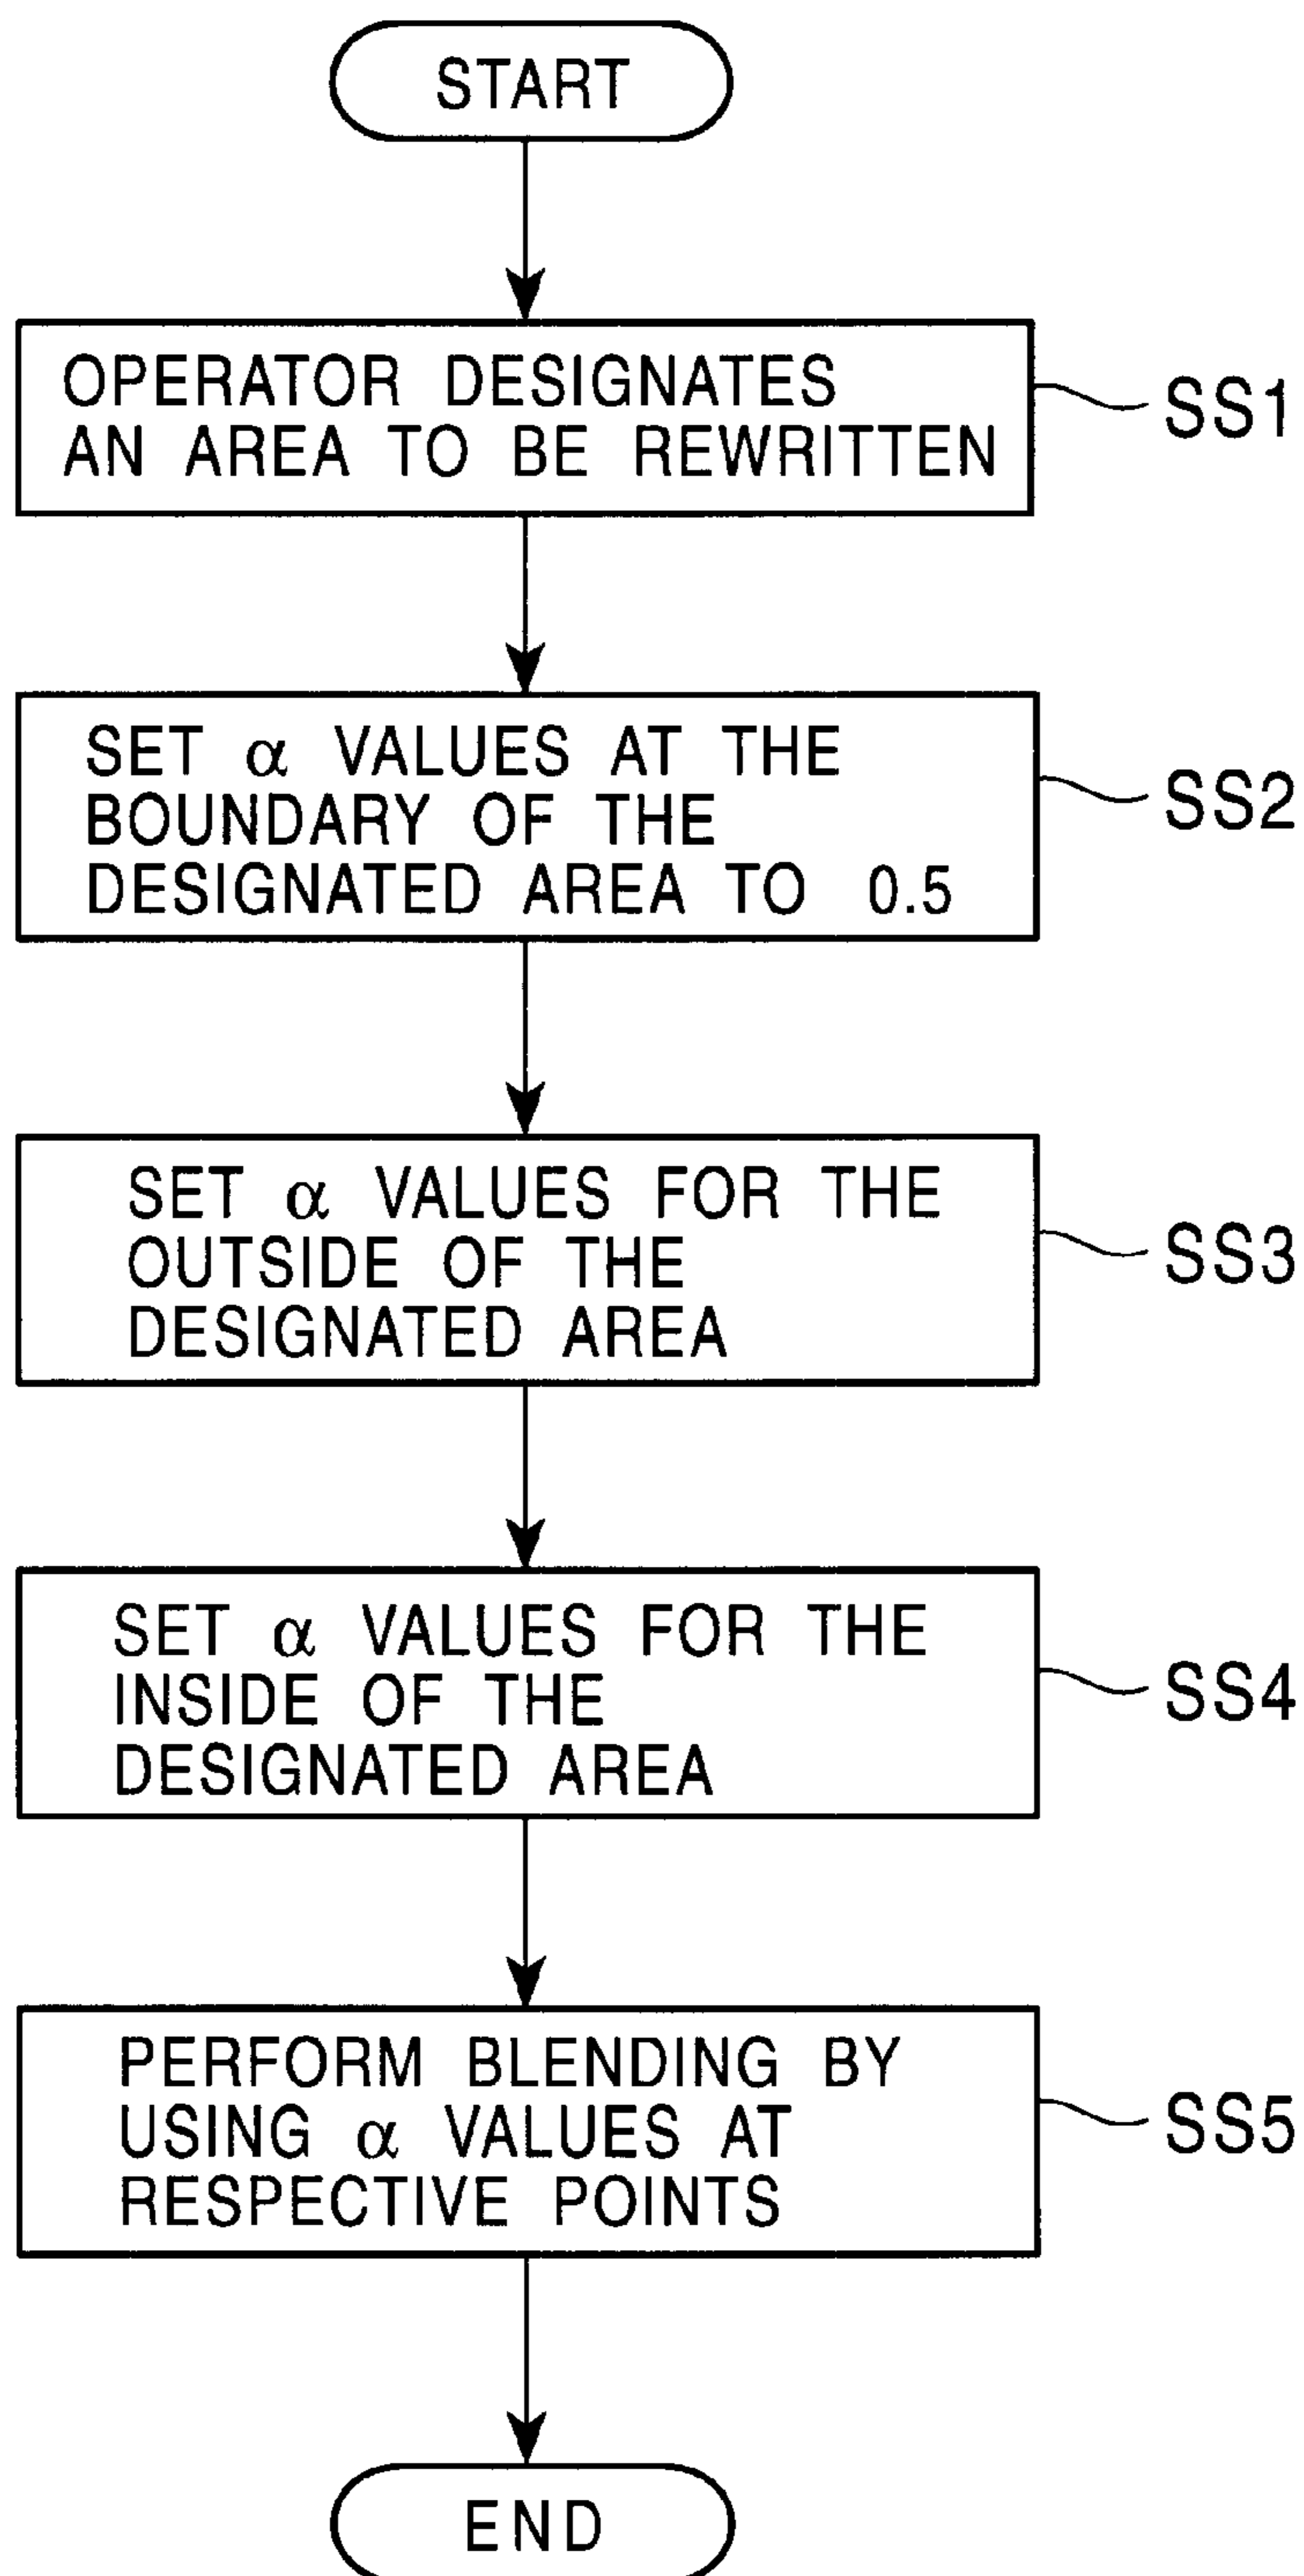 START
OPERATOR DESIGNATES
AN AREA TO BE REWRITTEN
SS1
SET α VALUES AT THE
BOUNDARY OF THE
DESIGNATED AREA TO 0.5
SS2
SET α VALUES FOR THE
OUTSIDE OF THE
DESIGNATED AREA
SS3
SET α VALUES FOR THE
INSIDE OF THE
DESIGNATED AREA
SS4
PERFORM BLENDING BY
USING α VALUES AT
RESPECTIVE POINTS
SS5
END